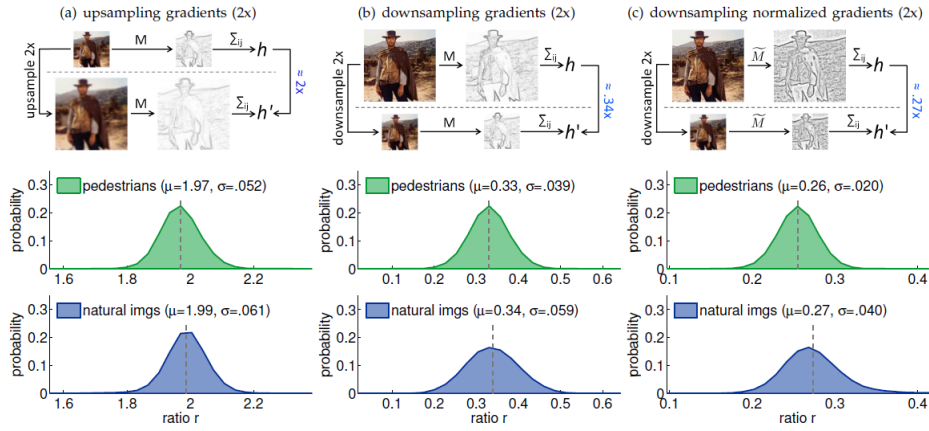 (a) upsampling gradients (2x)
upsample 2x
M
∑ij
h
M
∑ij
h'
≈ 2x
probability
0.3
0.2
0.1
0
pedestrians (μ=1.97, σ=.052)
1.6
1.8
2
2.2
probability
0.3
0.2
0.1
0
natural imgs (μ=1.99, σ=.061)
1.6
1.8
2
2.2
ratio r
(b) downsampling gradients (2x)
downsample 2x
M
∑ij
h
M
∑ij
h'
≈ .34x
probability
0.3
0.2
0.1
0
pedestrians (μ=0.33, σ=.039)
0.1
0.2
0.3
0.4
0.5
0.6
probability
0.3
0.2
0.1
0
natural imgs (μ=0.34, σ=.059)
0.1
0.2
0.3
0.4
0.5
0.6
ratio r
(c) downsampling normalized gradients (2x)
downsample 2x
M̃
∑ij
h
M̃
∑ij
h'
≈ .27x
probability
0.3
0.2
0.1
0
pedestrians (μ=0.26, σ=.020)
0.1
0.2
0.3
0.4
probability
0.3
0.2
0.1
0
natural imgs (μ=0.27, σ=.040)
0.1
0.2
0.3
0.4
ratio r